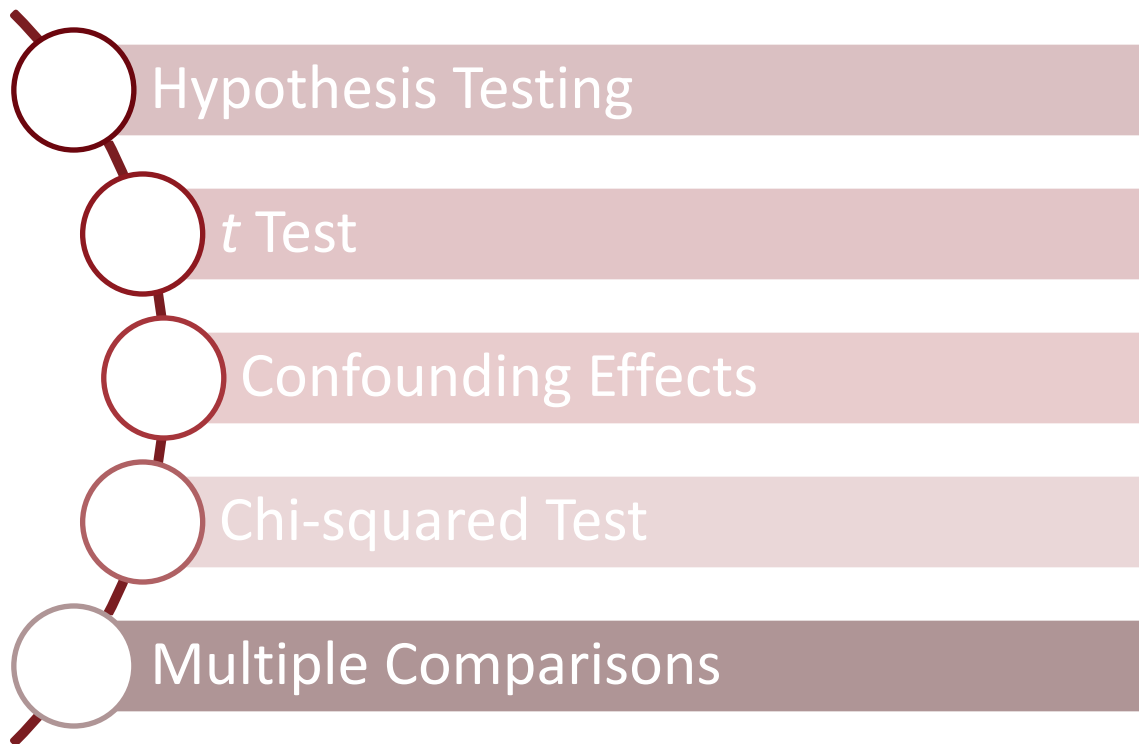 Hypothesis Testing
t Test
Confounding Effects
Chi-squared Test
Multiple Comparisons